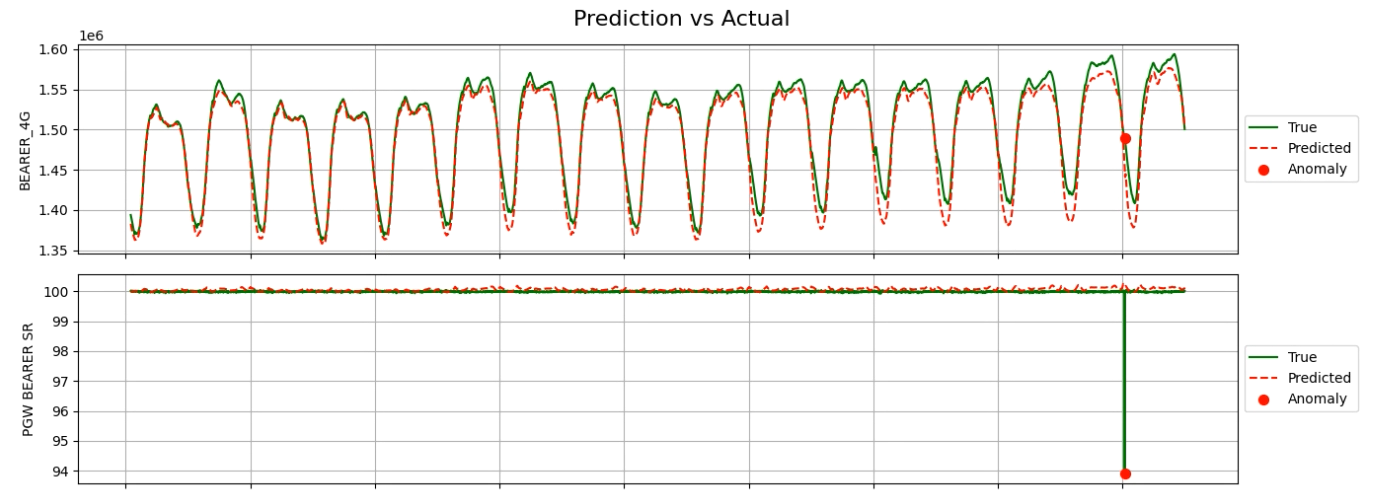 Prediction vs Actual
1e6
1.60
1.55
1.50
1.45
1.40
1.35
BEARER_4G
True
Predicted
Anomaly
100
99
98
97
96
95
94
PGW BEARER SR
True
Predicted
Anomaly